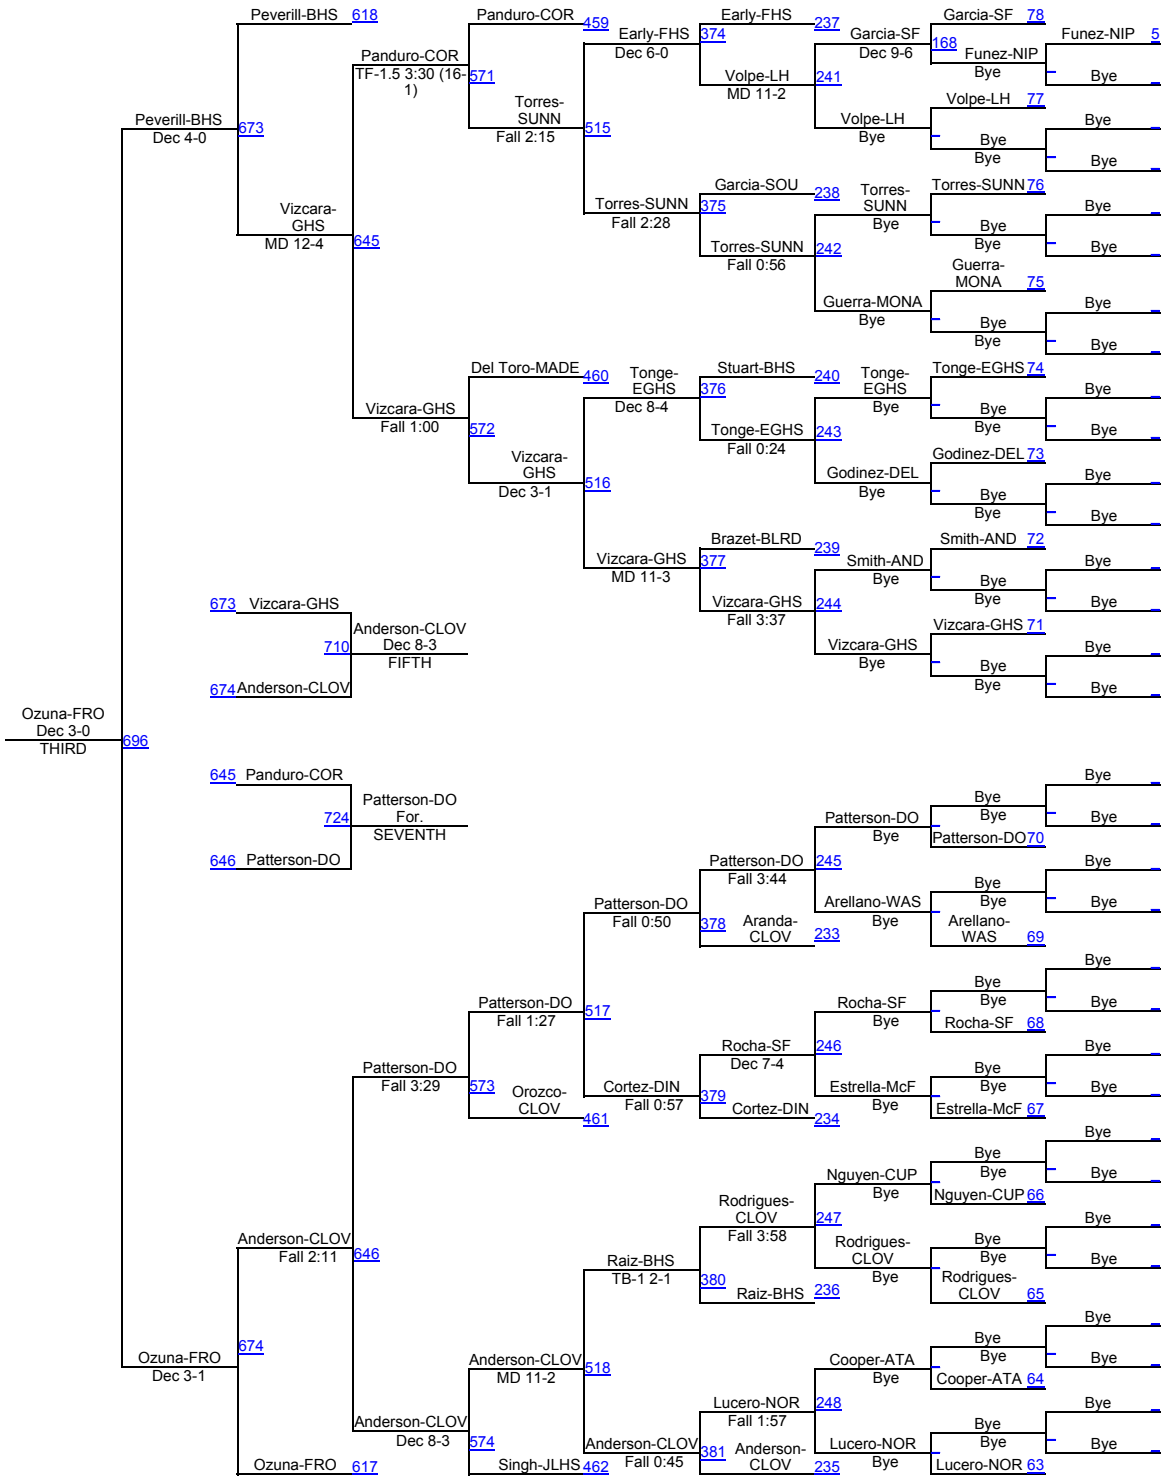 Peverill-BHS 618 Panduro-COR Early-FHS Garcia-SF 78
459 237 Funez-NIP 5
Early-FHS 374 Garcia-SF
Dec 6-0 Dec 9-6 168
Panduro-COR Funez-NIP
TF-1.5 3:30 (16- 571 Volpe-LH 241 Bye Bye
1) MD 11-2
Torres- Volpe-LH 77
SUNN
Peverill-BHS 673 Fall 2:15 515 Volpe-LH Bye
Dec 4-0 Bye Bye
Bye Bye
Garcia-SOU Torres- Torres-SUNN 76
238 SUNN
Torres-SUNN 375 Bye Bye
Vizcara- Fall 2:28
GHS 645 Torres-SUNN 242 Bye
MD 12-4 Fall 0:56 Bye Bye
Guerra-
MONA 75
Guerra-MONA Bye
Bye Bye
Bye Bye
Del Toro-MADE 460 Tonge- Stuart-BHS 240 Tonge- Tonge-EGHS 74
EGHS 376 EGHS Bye
Dec 8-4 Bye
Vizcara-GHS 572 Bye
Fall 1:00 Tonge-EGHS 243 Bye Bye
Fall 0:24
Vizcara- Godinez-DEL 73
GHS 516 Godinez-DEL Bye
Dec 3-1 Bye Bye
Bye Bye
Brazet-BLRD 239 Smith-AND 72
Vizcara-GHS 377 Smith-AND Bye
MD 11-3 Bye
673 Vizcara-GHS Vizcara-GHS 244 Bye
Fall 3:37 Bye Bye
Anderson-CLOV Vizcara-GHS 71
710 Dec 8-3 Vizcara-GHS Bye
FIFTH Bye Bye
674 Anderson-CLOV Bye Bye
Ozuna-FRO
Dec 3-0 696
THIRD
645 Panduro-COR Bye
Patterson-DO Bye
724 For. Patterson-DO Bye
SEVENTH Bye Patterson-DO 70
646 Patterson-DO Patterson-DO 245 Bye
Fall 3:44 Bye
Patterson-DO Arellano-WAS Bye Bye
Fall 0:50 378 Aranda- Bye Arellano-
CLOV 233 WAS 69
Bye
Bye
Patterson-DO 517 Rocha-SF Bye Bye
Fall 1:27 Bye Rocha-SF 68
Rocha-SF 246
Patterson-DO Dec 7-4 Bye
Fall 3:29 573 Orozco- Cortez-DIN 379 Estrella-McF Bye Bye
CLOV 461 Fall 0:57 Cortez-DIN 234 Bye Estrella-McF 67
Bye
Bye
Nguyen-CUP Bye Bye
Rodrigues- Bye Nguyen-CUP 66
CLOV 247
Fall 3:58 Bye
Anderson-CLOV 646 Rodrigues- Bye
Fall 2:11 Raiz-BHS CLOV Bye Bye
TB-1 2-1 380 Bye Rodrigues-
Raiz-BHS 236 CLOV 65
674 Bye
Bye
Ozuna-FRO Anderson-CLOV 518 Cooper-ATA Bye Bye
Dec 3-1 MD 11-2 Bye Cooper-ATA 64
Lucero-NOR 248
Anderson-CLOV Fall 1:57 Bye
Dec 8-3 574 Anderson-CLOV 381 Lucero-NOR Bye Bye
Fall 0:45 Anderson- Bye Bye
Ozuna-FRO 617 Singh-JLHS 462 CLOV 235 Lucero-NOR 63